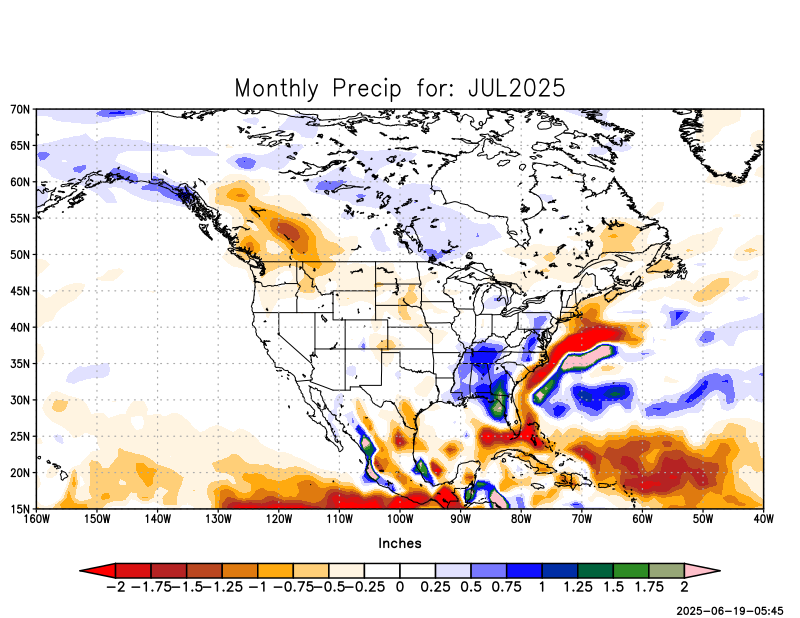 Monthly Precip for: JUL2025
70N
65N
60N
55N
50N
45N
40N
35N
30N
25N
20N
15N
160W 150W 140W 130W 120W 110W 100W 90W 80W 70W 60W 50W 40W
Inches
-2 -1.75 -1.5 -1.25 -1 -0.75 -0.5 -0.25 0 0.25 0.5 0.75 1 1.25 1.5 1.75 2
2025-06-19-05:45